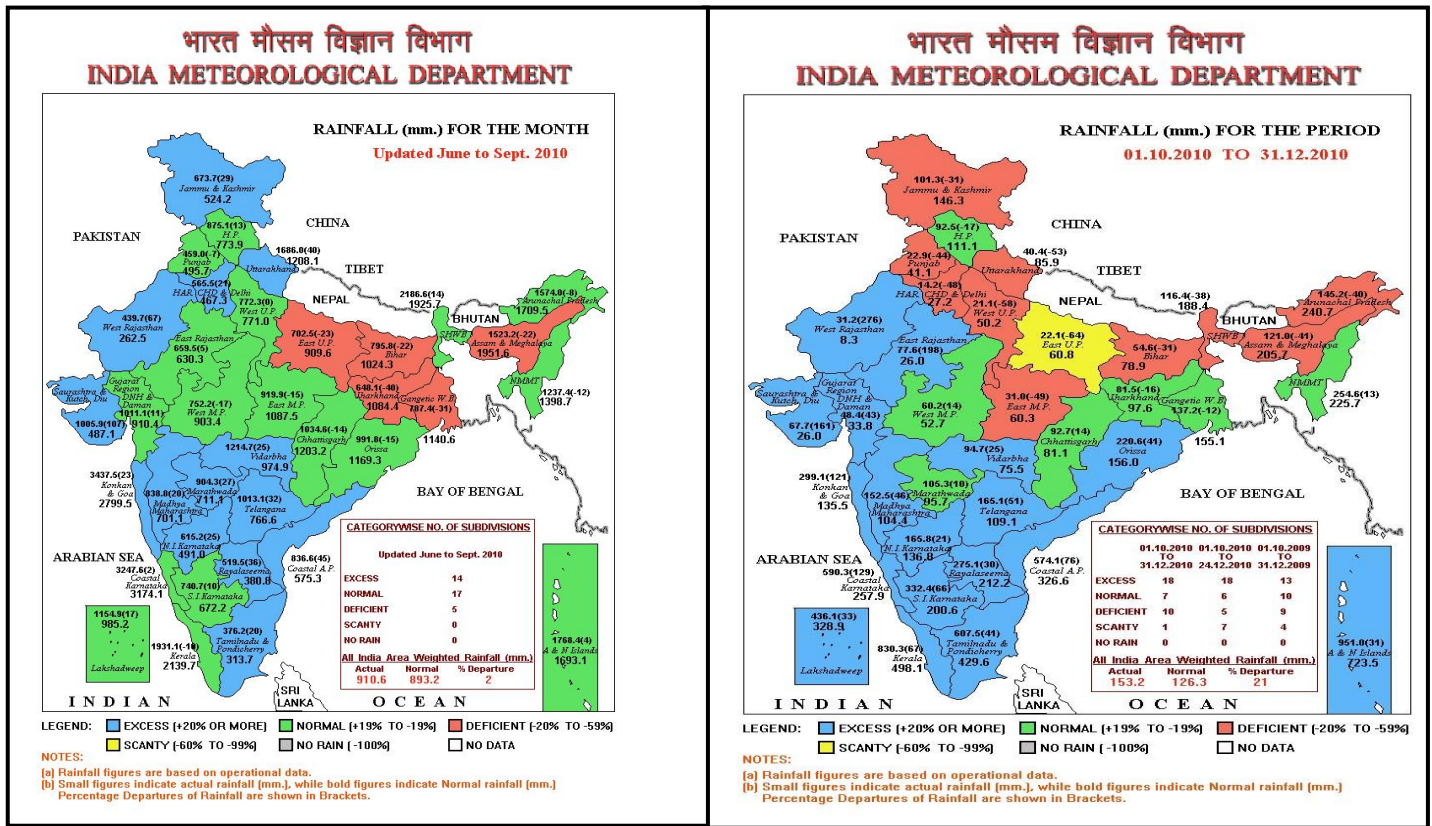 भारत मौसम विज्ञान विभाग
INDIA METEOROLOGICAL DEPARTMENT
RAINFALL (mm.) FOR THE MONTH
Updated June to Sept. 2010
673.7(29)
Jammu & Kashmir
524.2
CHINA
875.1(13)
H.P.
773.9
PAKISTAN
1686.0(40)
1208.1
459.0(-7)
Punjab
495.7
Uttarakhand
TIBET
565.5(21)
HAR. CHD & Delhi
467.3
772.3(0)
West U.P.
771.0
NEPAL
2186.6(14)
1925.7
1574.0(-8)
Arunachal Pradesh
1709.5
BHUTAN
439.7(67)
West Rajasthan
262.5
East Rajasthan
659.5(5)
630.3
702.5(-23)
East U.P.
909.6
795.8(-22)
Bihar
1024.3
SHWB
1523.2(-22)
Assam & Meghalaya
1951.6
NMMT
1237.4(-12)
1398.7
Saurashtra &
Kutch, Diu
1005.9(107)
487.1
Gujarat
Region
DNH &
Daman
1011.1(11)
910.4
752.2(-17)
West M.P.
903.4
919.9(-15)
East M.P.
1087.5
648.1(-40)
Jharkhand
1084.4
Gangetic W.B.
787.4(-31)
1140.6
1034.6(-14)
Chhattisgarh
1203.2
991.8(-15)
Orissa
1169.3
1214.7(25)
Vidarbha
974.9
3437.5(23)
Konkan
& Goa
2799.5
904.3(27)
Marathwada
711.1
838.8(20)
Madhya
Maharashtra
701.1
1013.1(32)
Telangana
766.6
BAY OF BENGAL
ARABIAN SEA
615.2(25)
N.I.Karnataka
491.0
519.5(36)
Rayalaseema
380.8
836.6(45)
Coastal A.P.
575.3
3247.6(2)
Coastal
Karnataka
3174.1
740.7(10)
S.I.Karnataka
672.2
1154.9(17)
985.2
Lakshadweep
1931.1(-10)
Kerala
2139.7
376.2(20)
Tamilnadu &
Pondicherry
313.7
1768.4(4)
A & N Islands
1693.1
CATEGORYWISE NO. OF SUBDIVISIONS
Updated June to Sept. 2010
EXCESS 14
NORMAL 17
DEFICIENT 5
SCANTY 0
NO RAIN 0
All India Area Weighted Rainfall (mm.)
Actual Normal % Departure
910.6 893.2 2
SRI
LANKA
INDIAN OCEAN
LEGEND: EXCESS (+20% OR MORE) NORMAL (+19% TO -19%) DEFICIENT (-20% TO -59%)
SCANTY (-60% TO -99%) NO RAIN (-100%) NO DATA
NOTES:
(a) Rainfall figures are based on operational data.
(b) Small figures indicate actual rainfall (mm.), while bold figures indicate Normal rainfall (mm.)
Percentage Departures of Rainfall are shown in Brackets.
भारत मौसम विज्ञान विभाग
INDIA METEOROLOGICAL DEPARTMENT
RAINFALL (mm.) FOR THE PERIOD
01.10.2010 TO 31.12.2010
101.3(-31)
Jammu & Kashmir
146.3
CHINA
92.5(-17)
H.P.
111.1
PAKISTAN
40.4(-53)
85.9
22.9(-44)
Punjab
41.1
Uttarakhand
TIBET
14.2(-48)
HAR. CHD & Delhi
27.2
21.1(-58)
West U.P.
50.2
NEPAL
116.4(-38)
188.4
145.2(-40)
Arunachal Pradesh
240.7
BHUTAN
31.2(276)
West Rajasthan
8.3
East Rajasthan
77.6(198)
26.0
22.1(-64)
East U.P.
60.8
54.6(-31)
Bihar
78.9
SHWB
121.0(-41)
Assam & Meghalaya
205.7
NMMT
254.6(13)
225.7
Saurashtra &
Kutch, Diu
67.7(161)
26.0
Gujarat
Region
DNH &
Daman
48.4(43)
33.8
60.2(14)
West M.P.
52.7
31.0(-49)
East M.P.
60.3
81.5(-16)
Jharkhand
97.6
Gangetic W.B.
137.2(-12)
155.1
92.7(14)
Chhattisgarh
81.1
220.6(41)
Orissa
156.0
94.7(25)
Vidarbha
75.5
299.1(121)
Konkan
& Goa
135.5
105.3(10)
Marathwada
95.7
152.5(46)
Madhya
Maharashtra
104.4
165.1(51)
Telangana
109.1
BAY OF BENGAL
ARABIAN SEA
165.8(21)
N.I.Karnataka
136.8
275.1(30)
Rayalaseema
212.2
574.1(76)
Coastal A.P.
326.6
590.3(129)
Coastal
Karnataka
257.9
332.4(66)
S.I.Karnataka
200.6
436.1(33)
328.9
Lakshadweep
830.3(67)
Kerala
498.1
607.5(41)
Tamilnadu &
Pondicherry
429.6
951.0(31)
A & N Islands
723.5
CATEGORYWISE NO. OF SUBDIVISIONS
01.10.2010 01.10.2010 01.10.2009
TO TO TO
31.12.2010 24.12.2010 31.12.2009
EXCESS 18 18 13
NORMAL 7 6 10
DEFICIENT 10 5 9
SCANTY 1 7 4
NO RAIN 0 0 0
All India Area Weighted Rainfall (mm.)
Actual Normal % Departure
153.2 126.3 21
SRI
LANKA
INDIAN OCEAN
LEGEND: EXCESS (+20% OR MORE) NORMAL (+19% TO -19%) DEFICIENT (-20% TO -59%)
SCANTY (-60% TO -99%) NO RAIN (-100%) NO DATA
NOTES:
(a) Rainfall figures are based on operational data.
(b) Small figures indicate actual rainfall (mm.), while bold figures indicate Normal rainfall (mm.)
Percentage Departures of Rainfall are shown in Brackets.